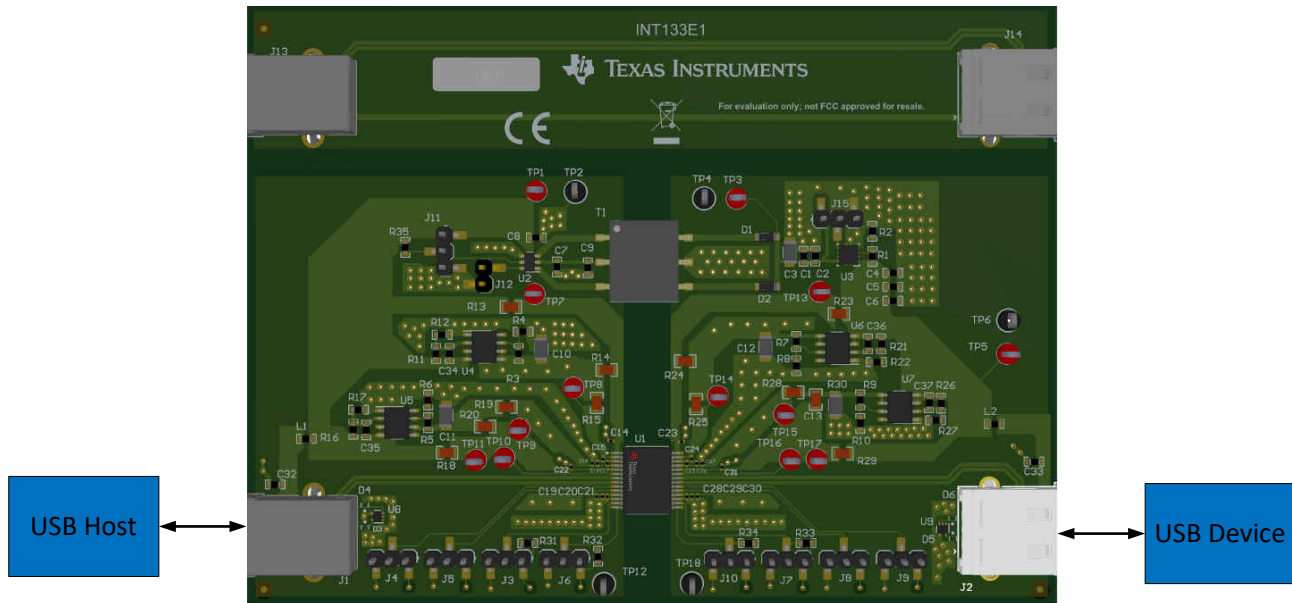 INT133E1
J13
J14
TEXAS INSTRUMENTS
For evaluation only; not FCC approved for resale.
CE
TP1
TP2
TP4
TP3
T1
J11
J15
R35
C8
D1
R2
C7
C9
R1
U2
C3
C1
C2
U3
C4
J12
C5
D2
C6
R13
TP7
TP13
R23
TP6
R12
R4
U6
C36
R7
R21
TP5
R11
C34
U4
C10
C12
R8
R22
R14
R24
R3
TP8
TP14
R28
R30
R9
U7
C37
R26
R6
R17
U5
R19
R15
R25
C13
R20
TP15
L2
L1
R16
R5
C11
TP9
C14
U1
C23
R10
R27
C35
TP11
TP10
TP16
TP17
R18
R29
C22
C24
C31
C33
C32
D4
C19
C20
C21
C28
C29
C30
D6
U8
U9
USB Host
USB Device
D3
D5
R31
R32
R34
R33
J1
J4
J5
J3
J6
TP12
TP18
J10
J7
J8
J9
J2